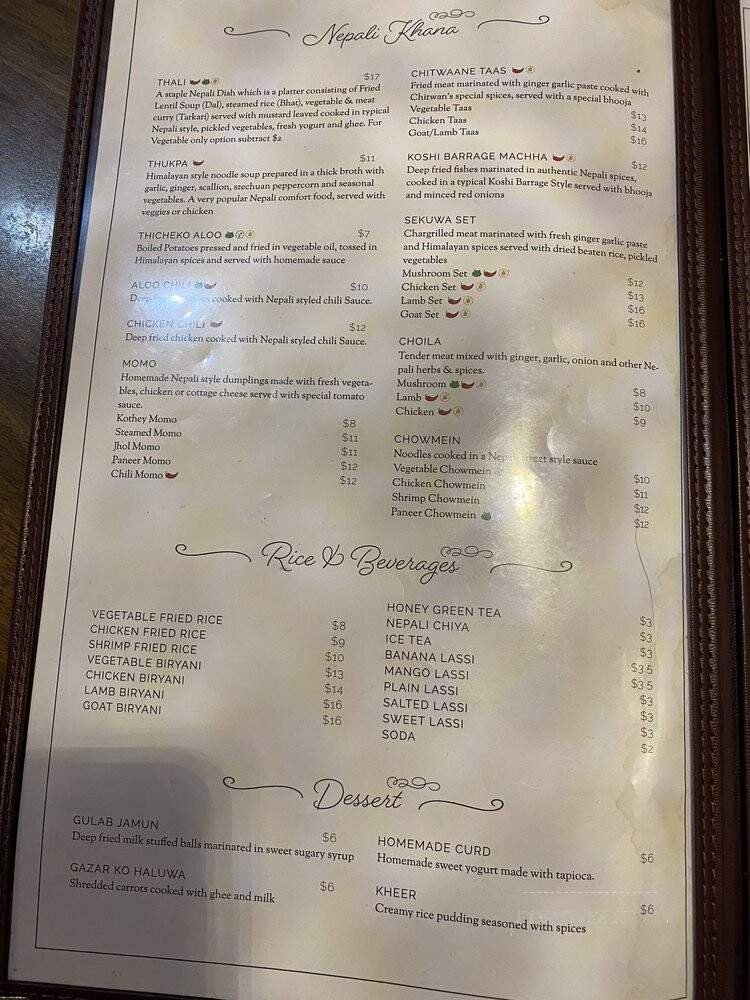 Nepali Khana
THALI $17
A staple Nepali Dish which is a platter consisting of Fried
Lentil Soup (Dal), steamed rice (Bhat), vegetable & meat
curry (Tarkari) served with mustard leaved cooked in typical
Nepali style, pickled vegetables, fresh yogurt and ghee. For
Vegetable only option subtract $2
THUKPA $11
Himalayan style noodle soup prepared in a thick broth with
garlic, ginger, scallion, szechuan peppercorn and seasonal
vegetables. A very popular Nepali comfort food, served with
veggies or chicken
THICHEKO ALOO $7
Boiled Potatoes pressed and fried in vegetable oil, tossed in
Himalayan spices and served with homemade sauce
ALOO CHILI $10
Deep cooked with Nepali styled chili Sauce.
CHICKEN CHILI $12
Deep fried chicken cooked with Nepali styled chili Sauce.
MOMO
Homemade Nepali style dumplings made with fresh vegeta-
bles, chicken or cottage cheese served with special tomato
sauce.
Kothey Momo $8
Steamed Momo $11
Jhol Momo $11
Paneer Momo $12
Chili Momo $12
CHITWAANE TAAS
Fried meat marinated with ginger garlic paste cooked with
Chitwan's special spices, served with a special bhooja
Vegetable Taas $13
Chicken Taas $14
Goat/Lamb Taas $16
KOSHI BARRAGE MACHHA $12
Deep fried fishes marinated in authentic Nepali spices,
cooked in a typical Koshi Barrage Style served with bhooja
and minced red onions
SEKUWA SET
Chargrilled meat marinated with fresh ginger garlic paste
and Himalayan spices served with dried beaten rice, pickled
vegetables
Mushroom Set $12
Chicken Set $13
Lamb Set $16
Goat Set $16
CHOILA
Tender meat mixed with ginger, garlic, onion and other Ne-
pali herbs & spices.
Mushroom $8
Lamb $10
Chicken $9
CHOWMEIN
Noodles cooked in a Nepali street style sauce
Vegetable Chowmein $10
Chicken Chowmein $11
Shrimp Chowmein $12
Paneer Chowmein $12
Rice & Beverages
VEGETABLE FRIED RICE $8
CHICKEN FRIED RICE $9
SHRIMP FRIED RICE $10
VEGETABLE BIRYANI $13
CHICKEN BIRYANI $14
LAMB BIRYANI $16
GOAT BIRYANI $16
HONEY GREEN TEA $3
NEPALI CHIYA $3
ICE TEA $3
BANANA LASSI $3.5
MANGO LASSI $3.5
PLAIN LASSI $3
SALTED LASSI $3
SWEET LASSI $3
SODA $2
Dessert
GULAB JAMUN $6
Deep fried milk stuffed balls marinared in sweet sugary syrup
GAZAR KO HALUWA $6
Shredded carrots cooked with ghee and milk
HOMEMADE CURD $6
Homemade sweet yogurt made with tapioca.
KHEER $6
Creamy rice pudding seasoned with spices